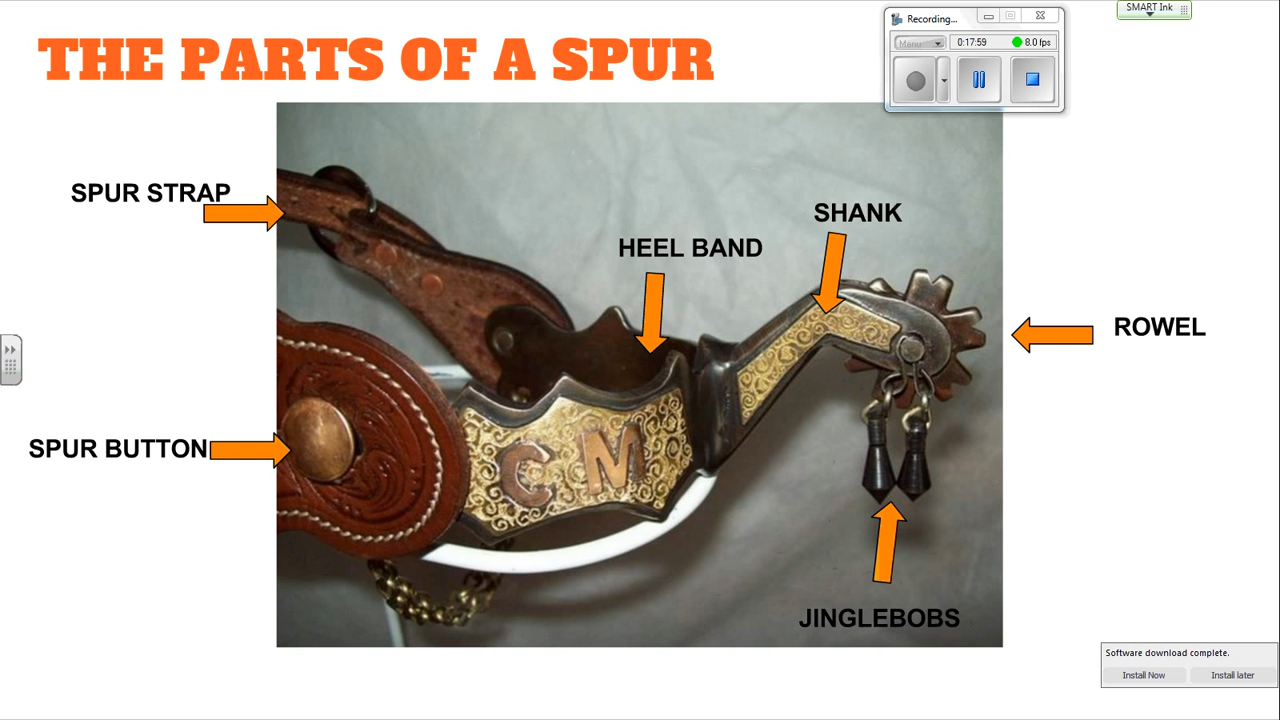 SMART Ink
Recording...
Menu
0:17:59
8.0 fps
THE PARTS OF A SPUR
SPUR STRAP
SHANK
HEEL BAND
ROWEL
SPUR BUTTON
C M
JINGLEBOBS
Software download complete.
Install Now
Install later